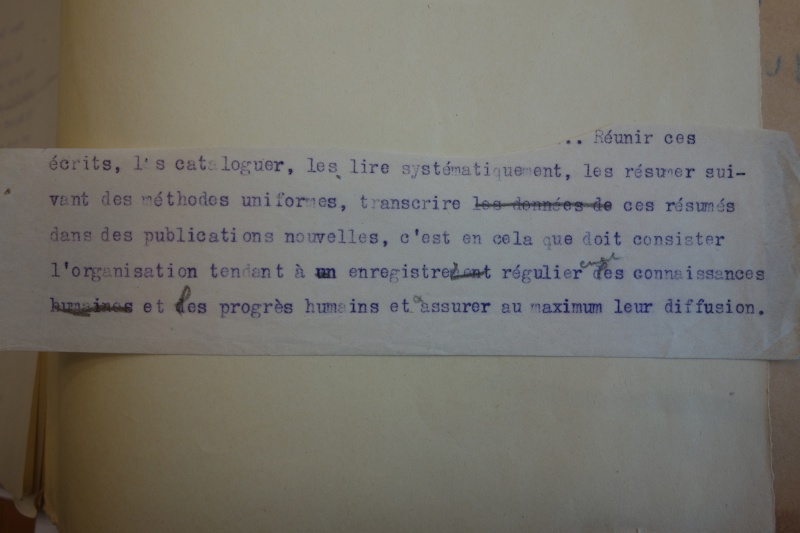 ... Réunir ces
écrits, les cataloguer, les lire systématiquement, les résumer sui-
vant des méthodes uniformes, transcrire les données de ces résumés
dans des publications nouvelles, c'est en cela que doit consister
l'organisation tendant à un enregistrement régulier des connaissances
humaines et des progrès humains et à assurer au maximum leur diffusion.